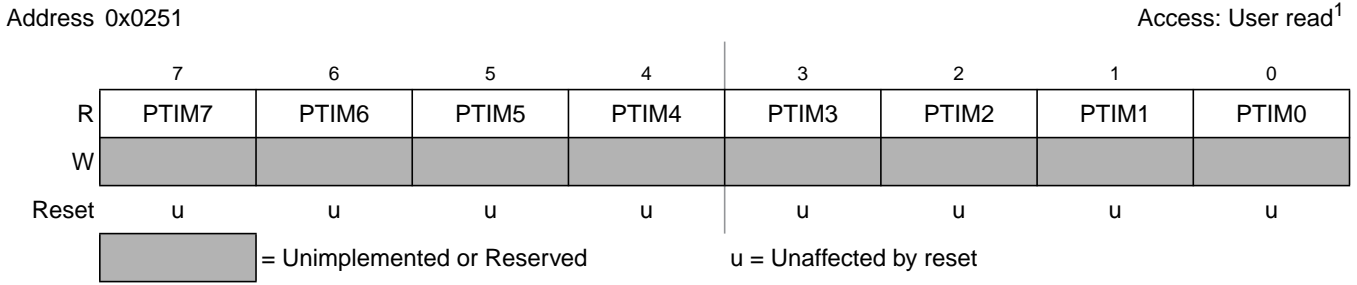 Address 0x0251 Access: User read1
7 6 5 4 3 2 1 0
R PTIM7 PTIM6 PTIM5 PTIM4 PTIM3 PTIM2 PTIM1 PTIM0
W
Reset u u u u u u u u
= Unimplemented or Reserved u = Unaffected by reset